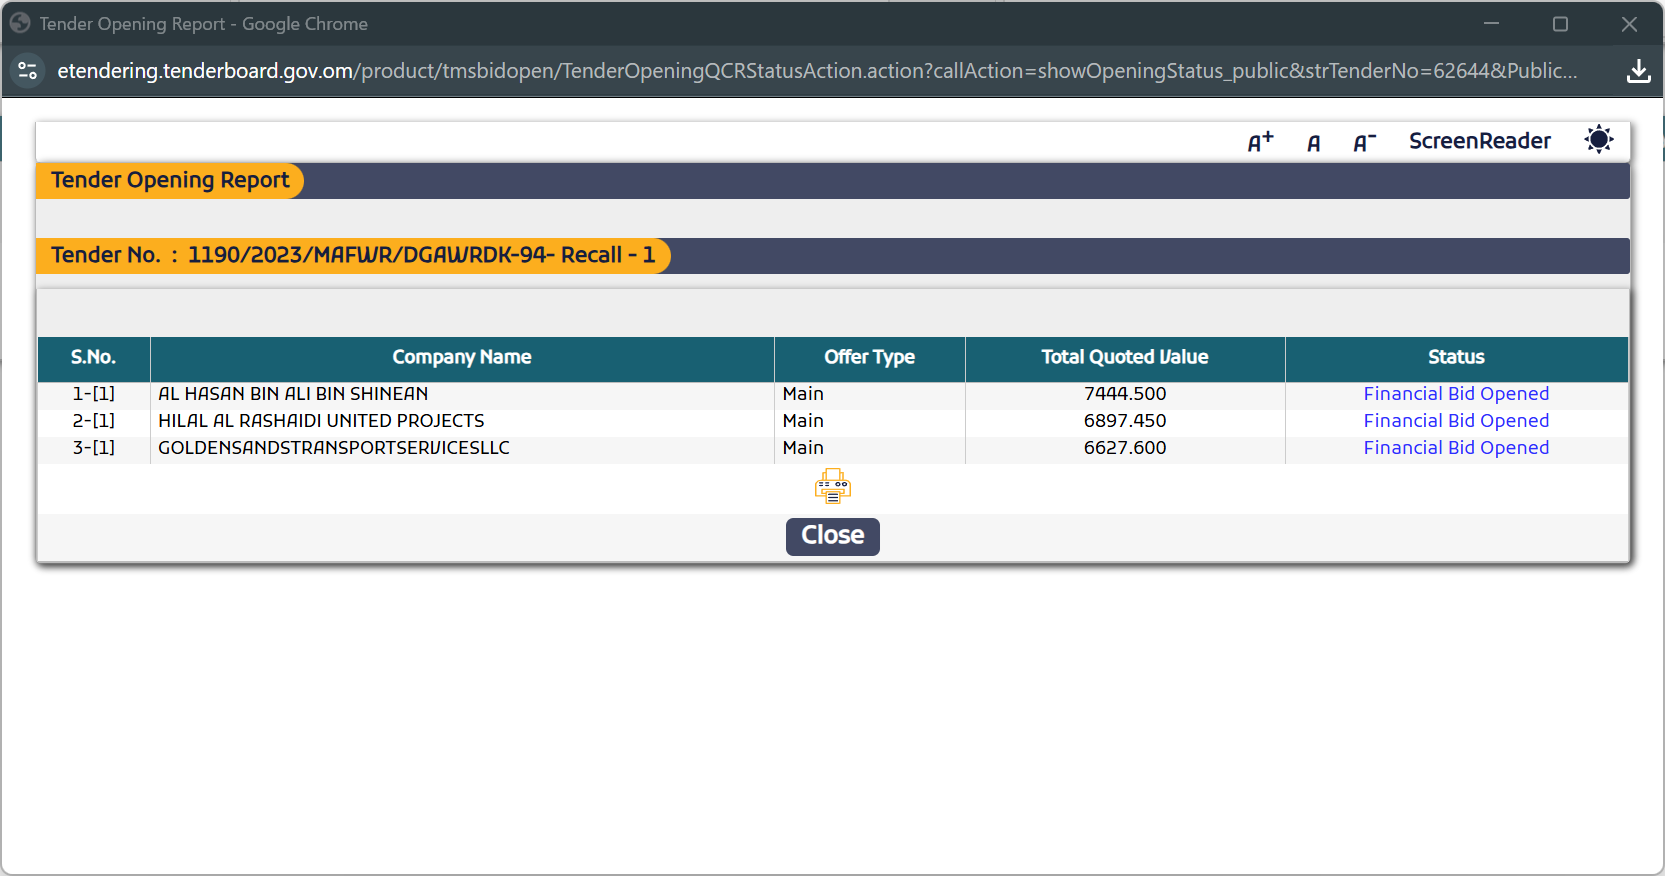 Tender Opening Report - Google Chrome
etendering.tenderboard.gov.om/product/tmsbidopen/TenderOpeningQCRStatusAction.action?callAction=showOpeningStatus_public&strTenderNo=62644&Public...
A+ A A- ScreenReader
Tender Opening Report
Tender No. : 1190/2023/MAFWR/DGAWRDK-94- Recall - 1
S.No. Company Name Offer Type Total Quoted Value Status
1-[1] AL HASAN BIN ALI BIN SHINEAN Main 7444.500 Financial Bid Opened
2-[1] HILAL AL RASHAIDI UNITED PROJECTS Main 6897.450 Financial Bid Opened
3-[1] GOLDENSANDSTRANSPORTSERVICESLLC Main 6627.600 Financial Bid Opened
Close